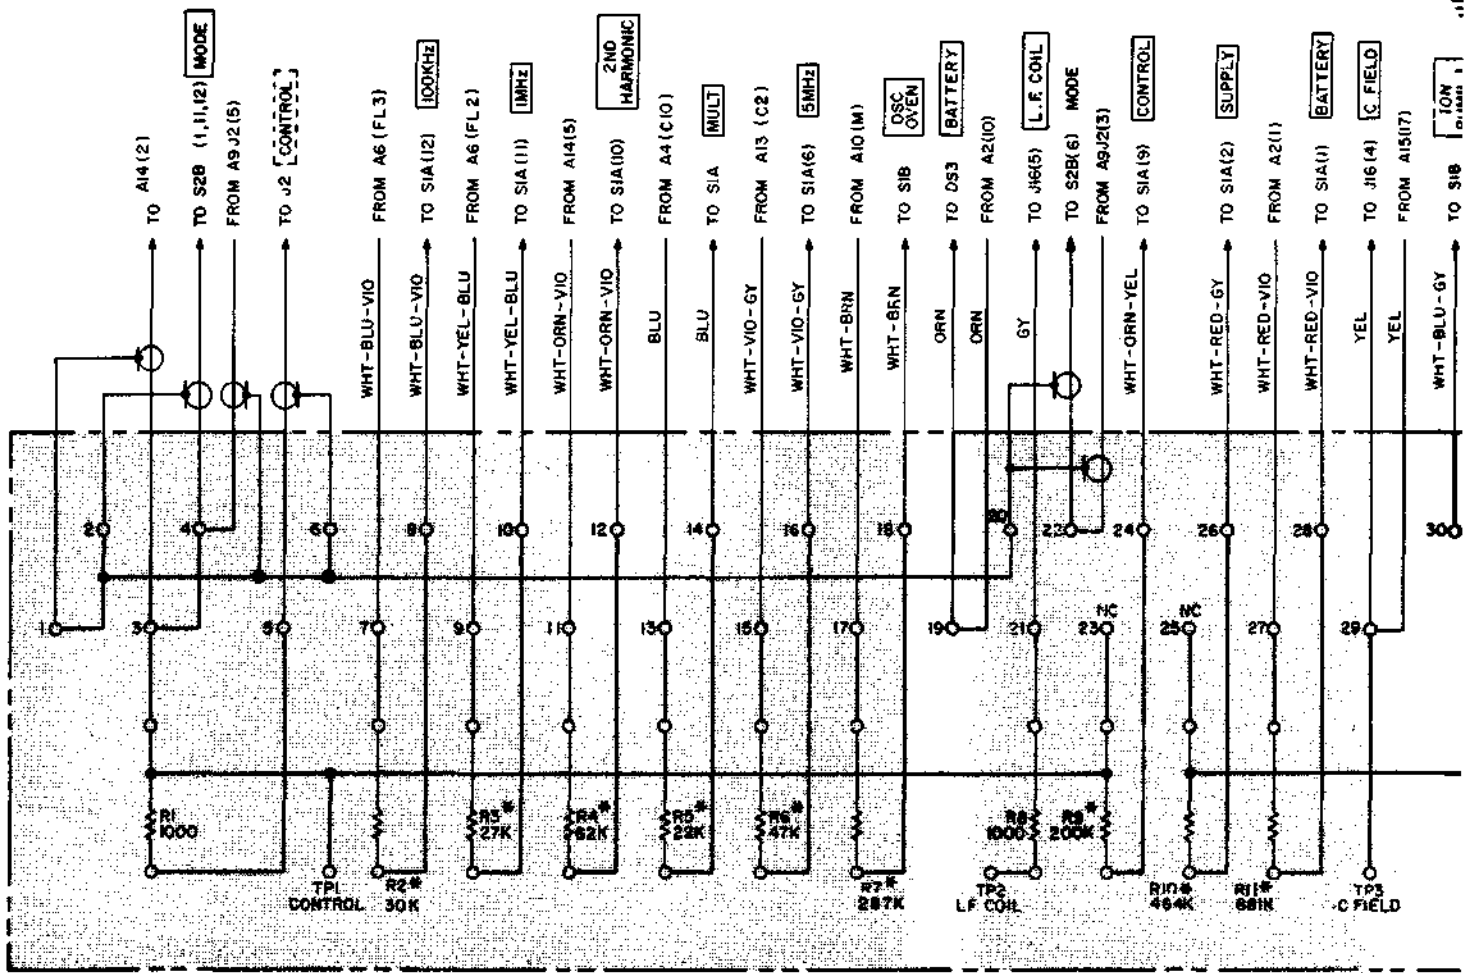 TO A14(2)
TO S2B (1,11,12) MODE
FROM A9J2(5)
TO J2 CONTROL
FROM A6(FL3)
TO S1A(12) 100KHz
FROM A6(FL2)
TO S1A(11) 1MHz
FROM A14(5)
TO S1A(10) 2ND HARMONIC
FROM A4(C10)
TO S1A MULT
FROM A13(C2)
TO S1A(6) 5MHz
FROM A10(M)
TO S1B OSC OVEN
TO DS3 BATTERY
FROM A2(10)
TO J16(5) L.F. COIL
TO S2B(6) MODE
FROM A9J2(3)
TO S1A(9) CONTROL
TO S1A(2) SUPPLY
FROM A2(1)
TO S1A(1) BATTERY
TO J16(4) C FIELD
FROM A15(17)
TO S1B ION
WHT-BLU-VIO
WHT-BLU-VIO
WHT-YEL-BLU
WHT-YEL-BLU
WHT-ORN-VIO
WHT-ORN-VIO
BLU
BLU
WHT-VIO-GY
WHT-VIO-GY
WHT-BRN
WHT-BRN
ORN
ORN
GY
WHT-ORN-YEL
WHT-RED-GY
WHT-RED-VIO
WHT-RED-VIO
YEL
YEL
WHT-BLU-GY
2 4 6 8 10 12 14 16 18 20 22 24 26 28 30
NC NC
1 3 5 7 9 11 13 15 17 19 21 23 25 27 29
R1 1000
R3* 27K
R4* 62K
R5* 22K
R6* 47K
R8 1000
R9* 200K
TP1 CONTROL
R2* 30K
R7* 287K
TP2 LF COIL
R10* 464K
R11* 681K
TP3 C FIELD